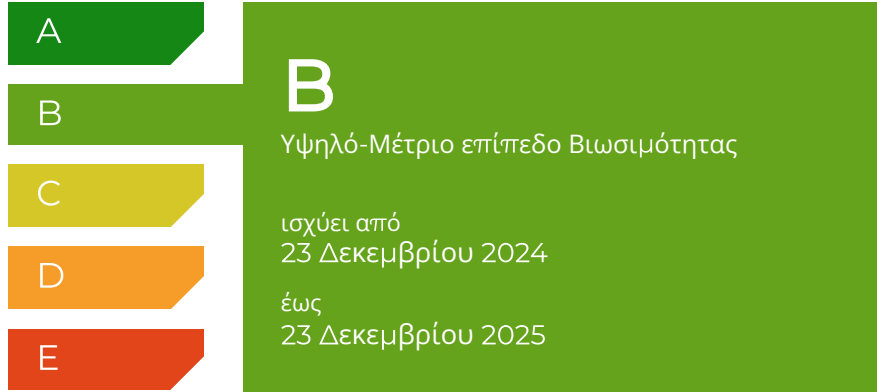 A
B
C
D
E
B
Υψηλό-Μέτριο επίπεδο Βιωσιμότητας
ισχύει από
23 Δεκεμβρίου 2024
έως
23 Δεκεμβρίου 2025